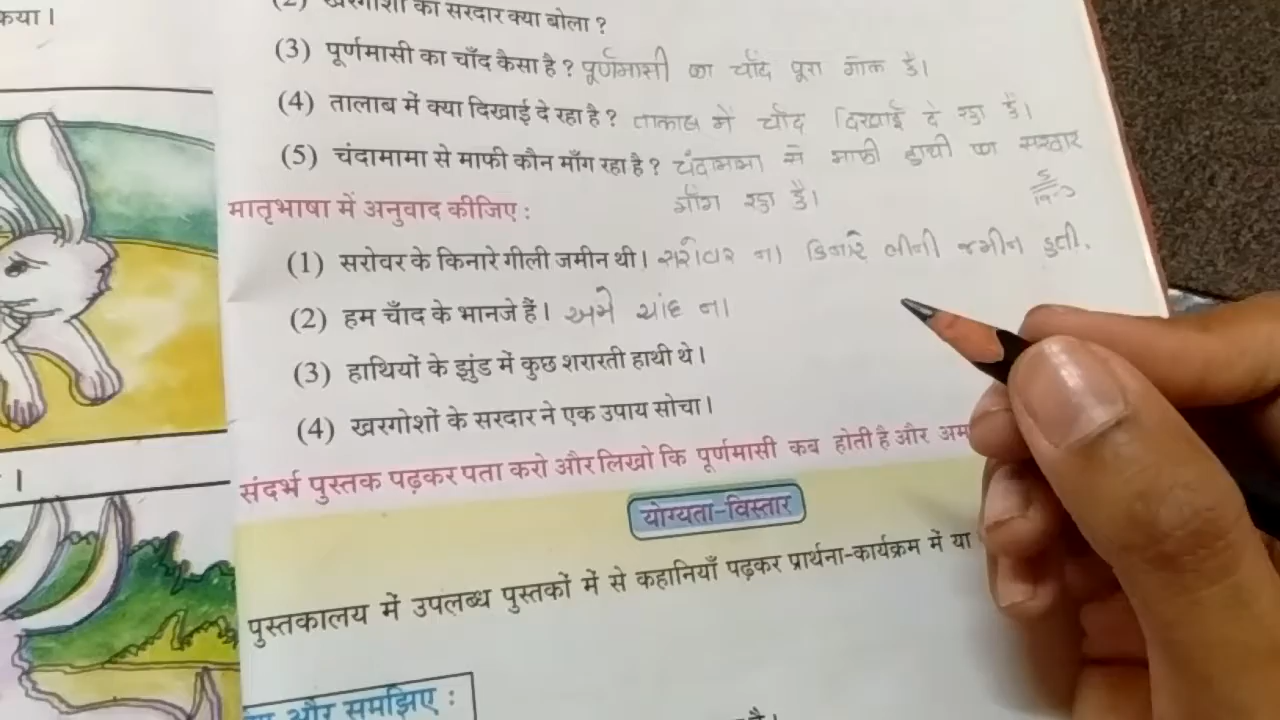 किया।
(2) खरगोशों का सरदार क्या बोला?
(3) पूर्णमासी का चाँद कैसा है? पूर्णमासी का चाँद पूरा गोल है।
(4) तालाब में क्या दिखाई दे रहा है? तालाब में चाँद दिखाई दे रहा है।
(5) चंदामामा से माफी कौन माँग रहा है? चंदामामा से माफी हाथी का सरदार
माँग रहा है।
मातृभाषा में अनुवाद कीजिए :
(1) सरोवर के किनारे गीली जमीन थी। સરોવર ના કિનારે ભીની જમીન હતી.
(2) हम चाँद के भानजे हैं। અમે ચાંદ ના
(3) हाथियों के झुंड में कुछ शरारती हाथी थे।
(4) खरगोशों के सरदार ने एक उपाय सोचा।
संदर्भ पुस्तक पढ़कर पता करो और लिखो कि पूर्णमासी कब होती है और
योग्यता-विस्तार
पुस्तकालय में उपलब्ध पुस्तकों में से कहानियाँ पढ़कर प्रार्थना-कार्यक्रम में या
और समझिए :
है।